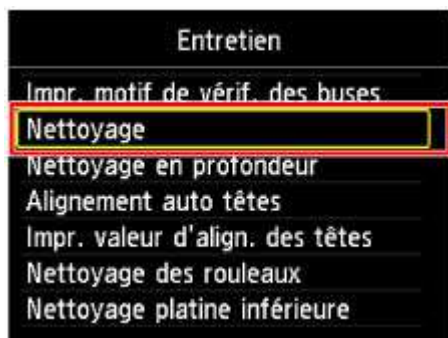 Entretien
Impr. motif de vérif. des buses
Nettoyage
Nettoyage en profondeur
Alignement auto têtes
Impr. valeur d'align. des têtes
Nettoyage des rouleaux
Nettoyage platine inférieure